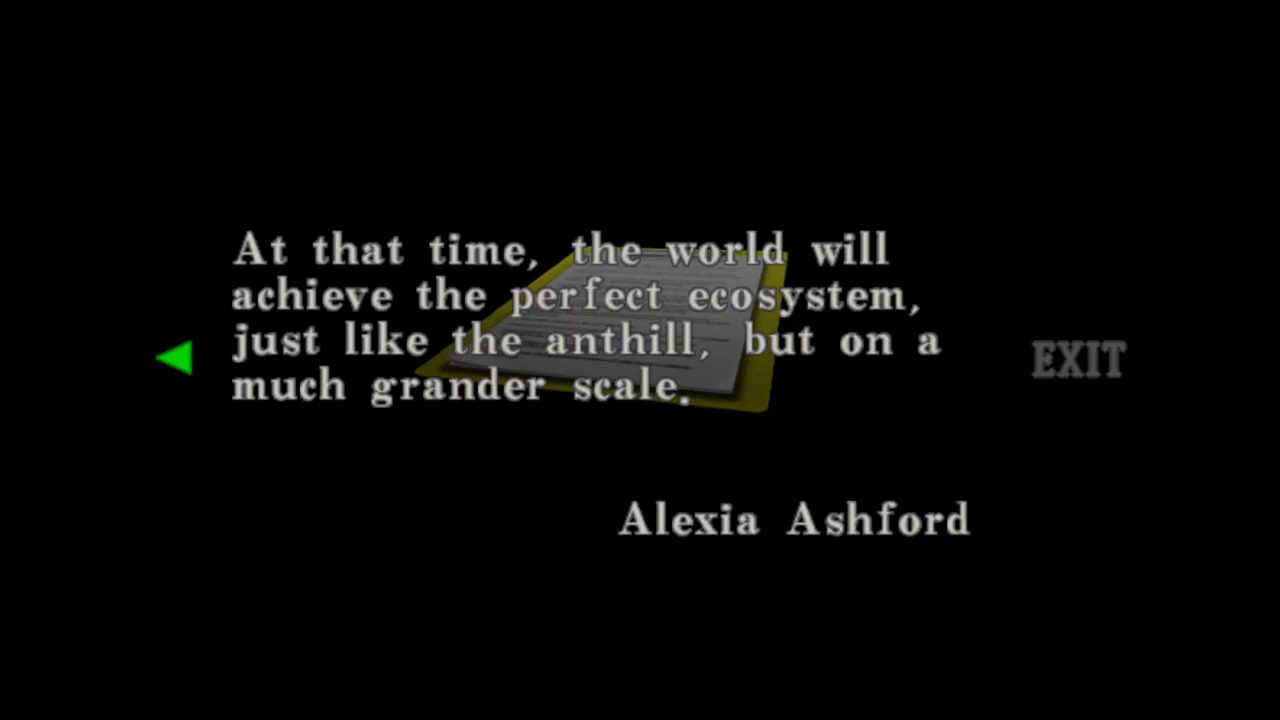 At that time, the world will
achieve the perfect ecosystem,
just like the anthill, but on a
much grander scale.
EXIT
Alexia Ashford